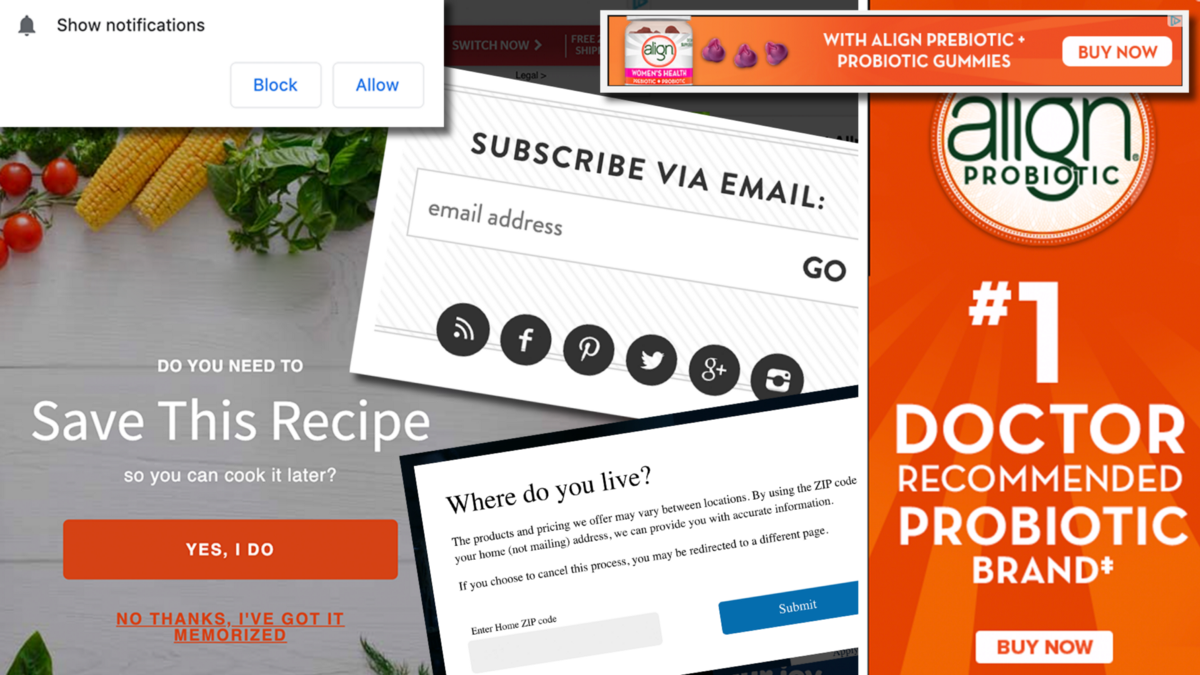 Show notifications
Block
Allow
SWITCH NOW
FREE 2
SHIP
Legal >
align
WOMEN'S HEALTH
PREBIOTIC + PROBIOTIC
WITH ALIGN PREBIOTIC +
PROBIOTIC GUMMIES
BUY NOW
SUBSCRIBE VIA EMAIL:
email address
GO
DO YOU NEED TO
Save This Recipe
so you can cook it later?
YES, I DO
NO THANKS, I'VE GOT IT
MEMORIZED
Where do you live?
The products and pricing we offer may vary between locations. By using the ZIP code
your home (not mailing) address, we can provide you with accurate information.
If you choose to cancel this process, you may be redirected to a different page.
Enter Home ZIP code
Submit
align
PROBIOTIC
#1
DOCTOR
RECOMMENDED
PROBIOTIC
BRAND‡
BUY NOW